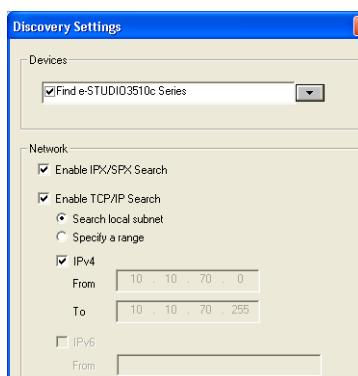 Discovery Settings
Devices
Find e-STUDIO3510c Series
Network
Enable IPX/SPX Search
Enable TCP/IP Search
Search local subnet
Specify a range
IPv4
From 10 . 10 . 70 . 0
To 10 . 10 . 70 . 255
IPv6
From